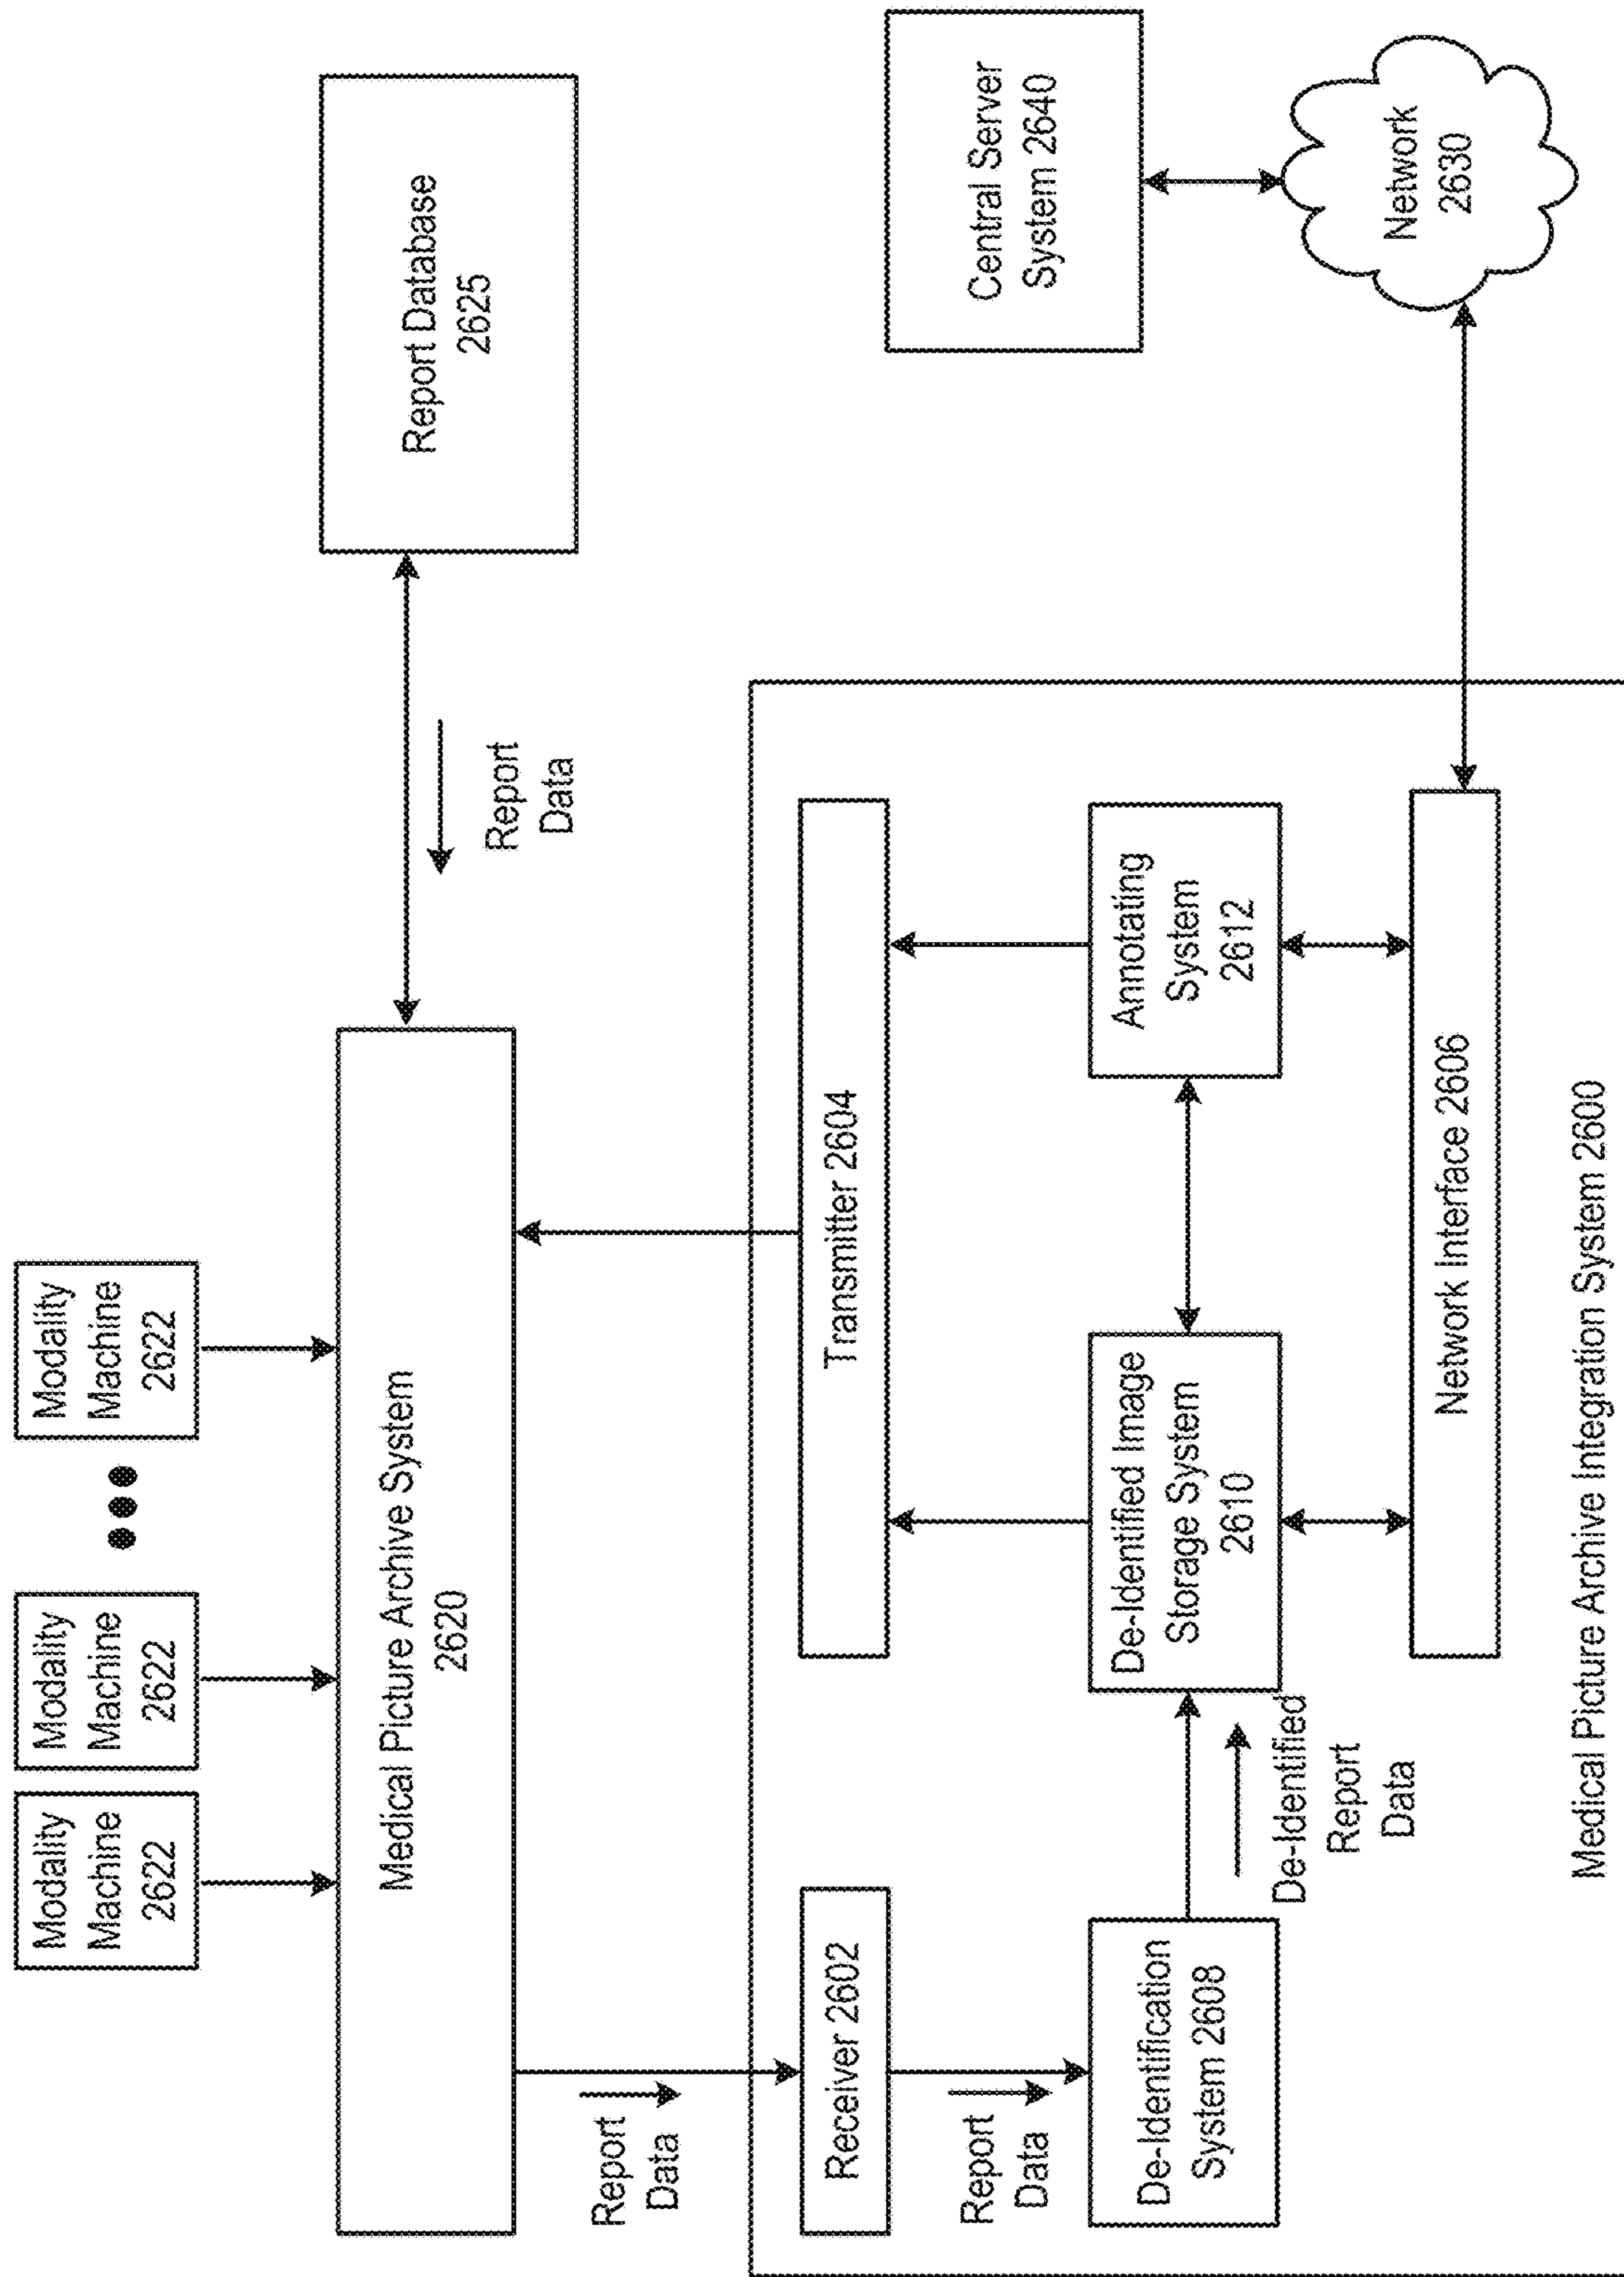 Modality
Machine
2622
Modality
Machine
2622
Modality
Machine
2622
Medical Picture Archive System
2620
Report Database
2625
Report
Data
Report
Data
Receiver 2602
Transmitter 2604
Report
Data
De-Identification
System 2608
De-Identified
Report
Data
De-Identified Image
Storage System
2610
Annotating
System
2612
Network Interface 2606
Medical Picture Archive Integration System 2600
Central Server
System 2640
Network
2630